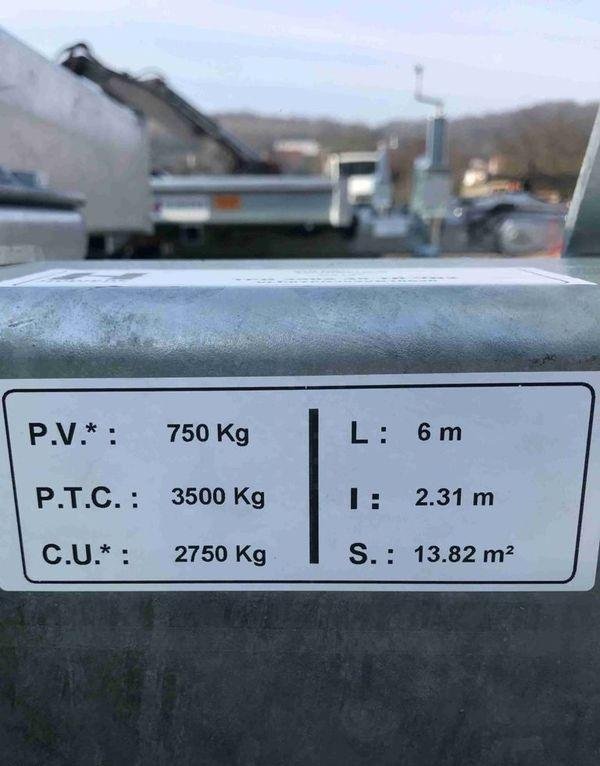 P.V.* : 750 Kg
P.T.C. : 3500 Kg
C.U.* : 2750 Kg
L : 6 m
l : 2.31 m
S. : 13.82 m²